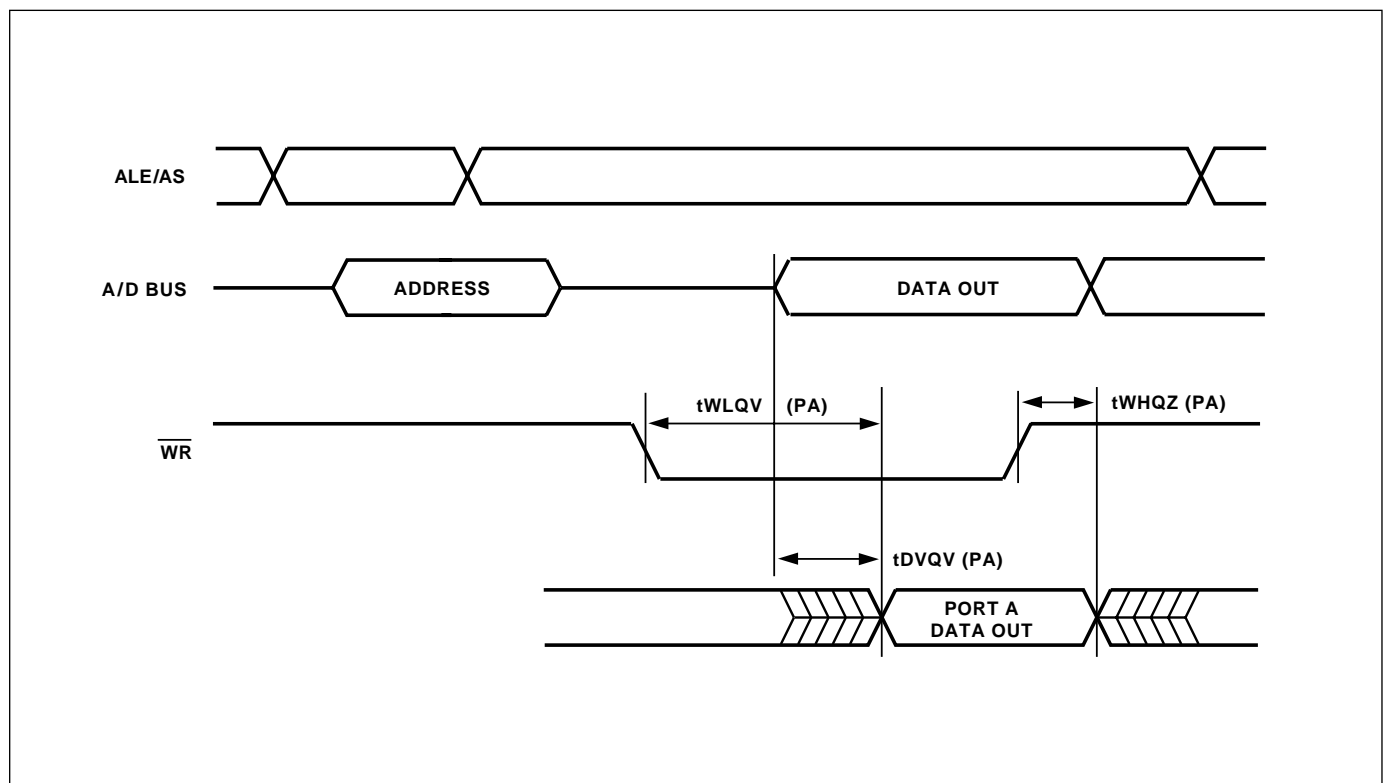 ALE/AS
A/D BUS
ADDRESS
DATA OUT
tWLQV (PA)
tWHQZ (PA)
WR
tDVQV (PA)
PORT A
DATA OUT